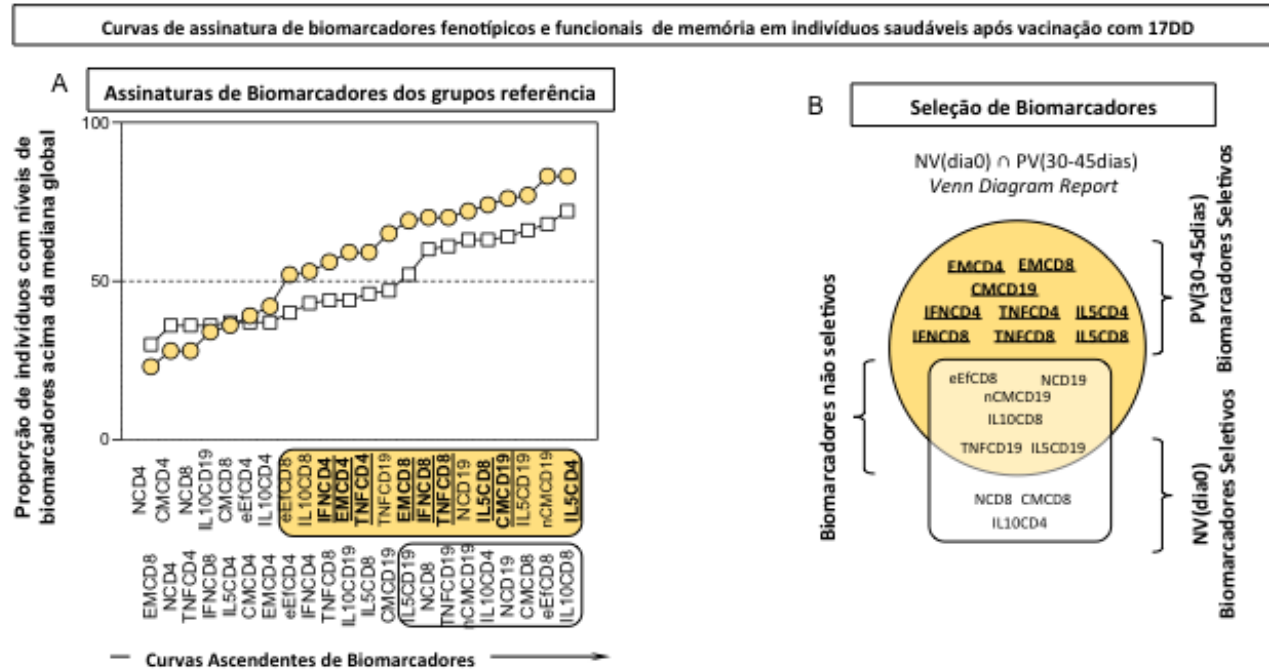 Curvas de assinatura de biomarcadores fenotípicos e funcionais de memória em indivíduos saudáveis após vacinação com 17DD
A
Assinaturas de Biomarcadores dos grupos referência
Proporção de indivíduos com níveis de
biomarcadores acima da mediana global
100
50
0
NCD4
CMCD4
NCD8
IL10CD19
CMCD8
eEfCD4
IL10CD4
eEfCD8
IL10CD8
IFNCD4
EMCD4
TNFCD4
TNFCD19
EMCD8
IFNCD8
TNFCD8
NCD19
IL5CD8
CMCD19
IL5CD19
nCMCD19
IL5CD4
EMCD8
NCD4
TNFCD4
IFNCD8
IL5CD4
CMCD4
EMCD4
eEfCD4
IFNCD4
TNFCD8
IL10CD19
IL5CD8
CMCD19
IL5CD19
NCD8
TNFCD19
nCMCD19
IL10CD4
NCD19
CMCD8
eEfCD8
IL10CD8
Curvas Ascendentes de Biomarcadores
B
Seleção de Biomarcadores
NV(dia0) ∩ PV(30-45dias)
Venn Diagram Report
EMCD4 EMCD8
CMCD19
IFNCD4 TNFCD4 IL5CD4
IFNCD8 TNFCD8 IL5CD8
eEfCD8 NCD19
nCMCD19
IL10CD8
TNFCD19 IL5CD19
NCD8 CMCD8
IL10CD4
Biomarcadores não seletivos
PV(30-45dias)
Biomarcadores Seletivos
NV(dia0)
Biomarcadores Seletivos